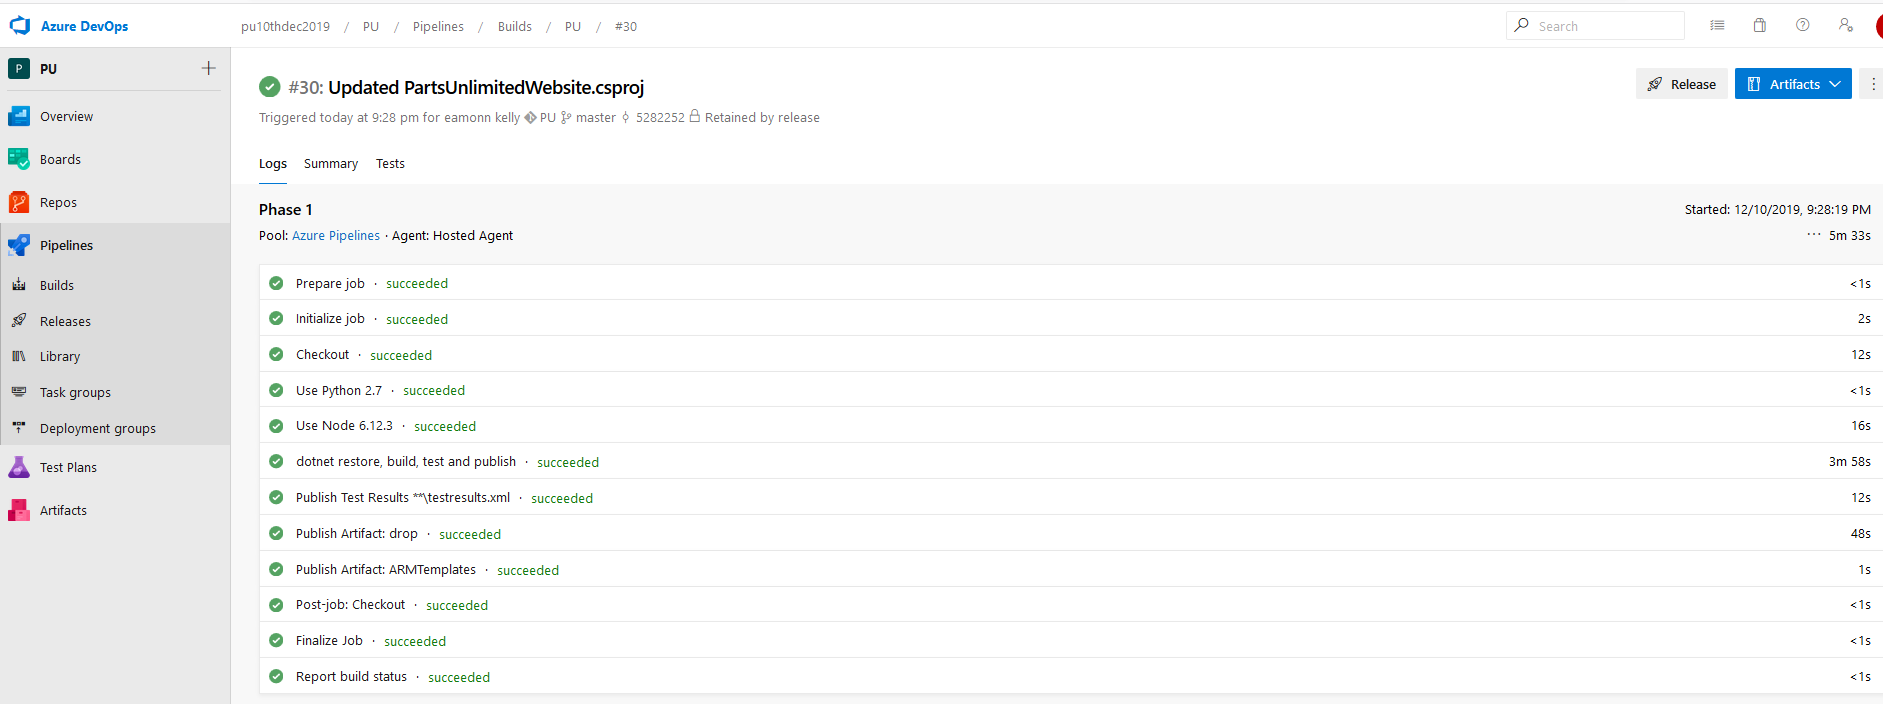 Azure DevOps
pu10thdec2019 / PU / Pipelines / Builds / PU / #30
Search
P PU
#30: Updated PartsUnlimitedWebsite.csproj
Release
Artifacts
Triggered today at 9:28 pm for eamonn kelly PU master 5282252 Retained by release
Overview
Boards
Repos
Pipelines
Builds
Releases
Library
Task groups
Deployment groups
Test Plans
Artifacts
Logs Summary Tests
Phase 1
Started: 12/10/2019, 9:28:19 PM
Pool: Azure Pipelines · Agent: Hosted Agent
··· 5m 33s
Prepare job · succeeded <1s
Initialize job · succeeded 2s
Checkout · succeeded 12s
Use Python 2.7 · succeeded <1s
Use Node 6.12.3 · succeeded 16s
dotnet restore, build, test and publish · succeeded 3m 58s
Publish Test Results **\testresults.xml · succeeded 12s
Publish Artifact: drop · succeeded 48s
Publish Artifact: ARMTemplates · succeeded 1s
Post-job: Checkout · succeeded <1s
Finalize Job · succeeded <1s
Report build status · succeeded <1s